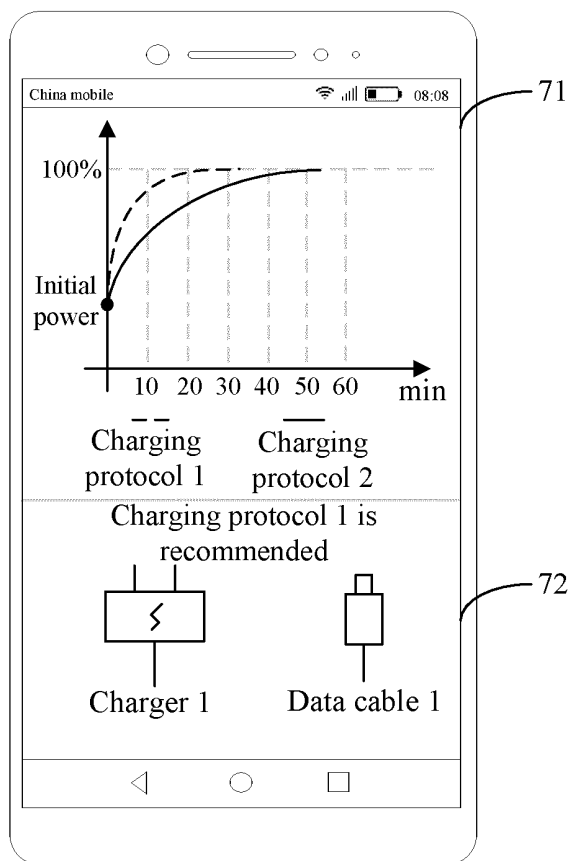 China mobile 08:08
71
100%
Initial
power
10 20 30 40 50 60
min
Charging
protocol 1
Charging
protocol 2
Charging protocol 1 is
recommended
72
Charger 1
Data cable 1